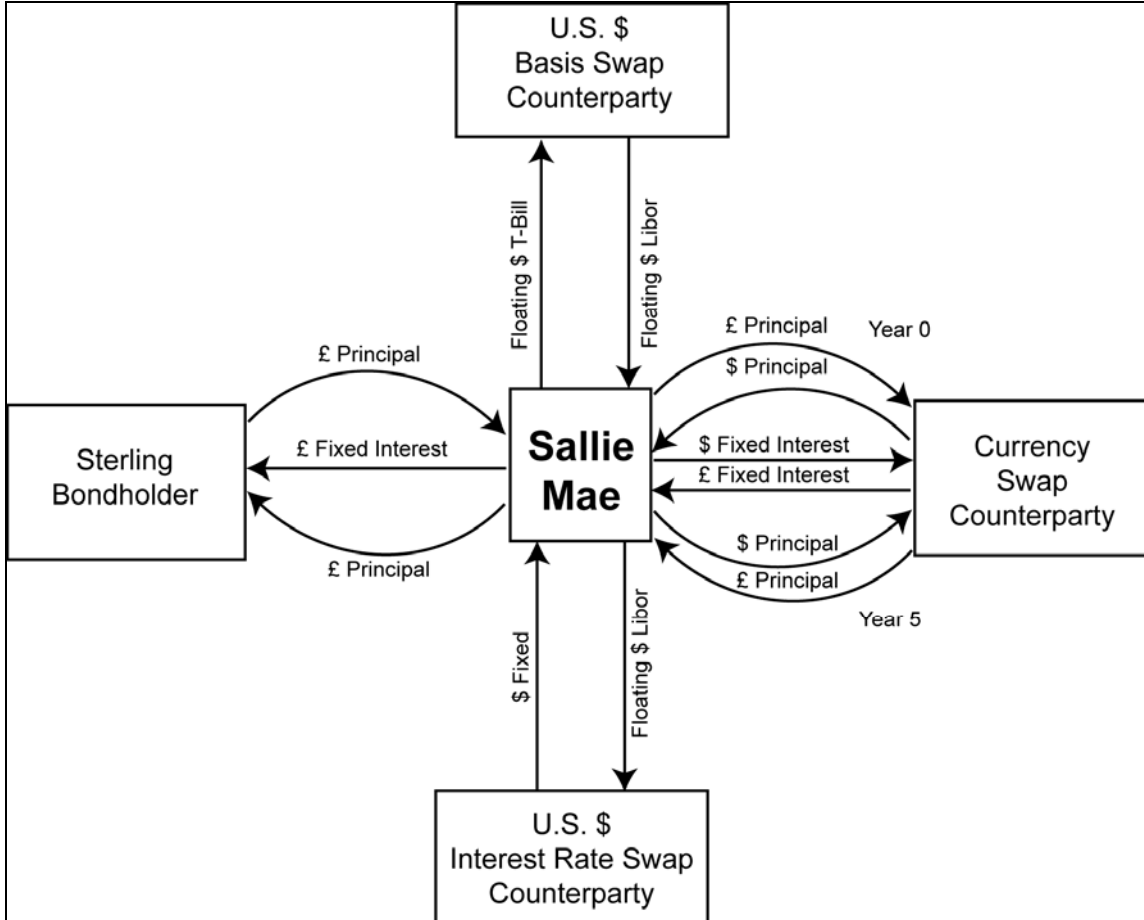 U.S. $
Basis Swap
Counterparty
Floating $ T-Bill
Floating $ Libor
£ Principal
Year 0
$ Principal
£ Principal
Sterling
Bondholder
£ Fixed Interest
£ Principal
Sallie
Mae
$ Fixed Interest
£ Fixed Interest
Currency
Swap
Counterparty
$ Principal
£ Principal
Year 5
$ Fixed
Floating $ Libor
U.S. $
Interest Rate Swap
Counterparty